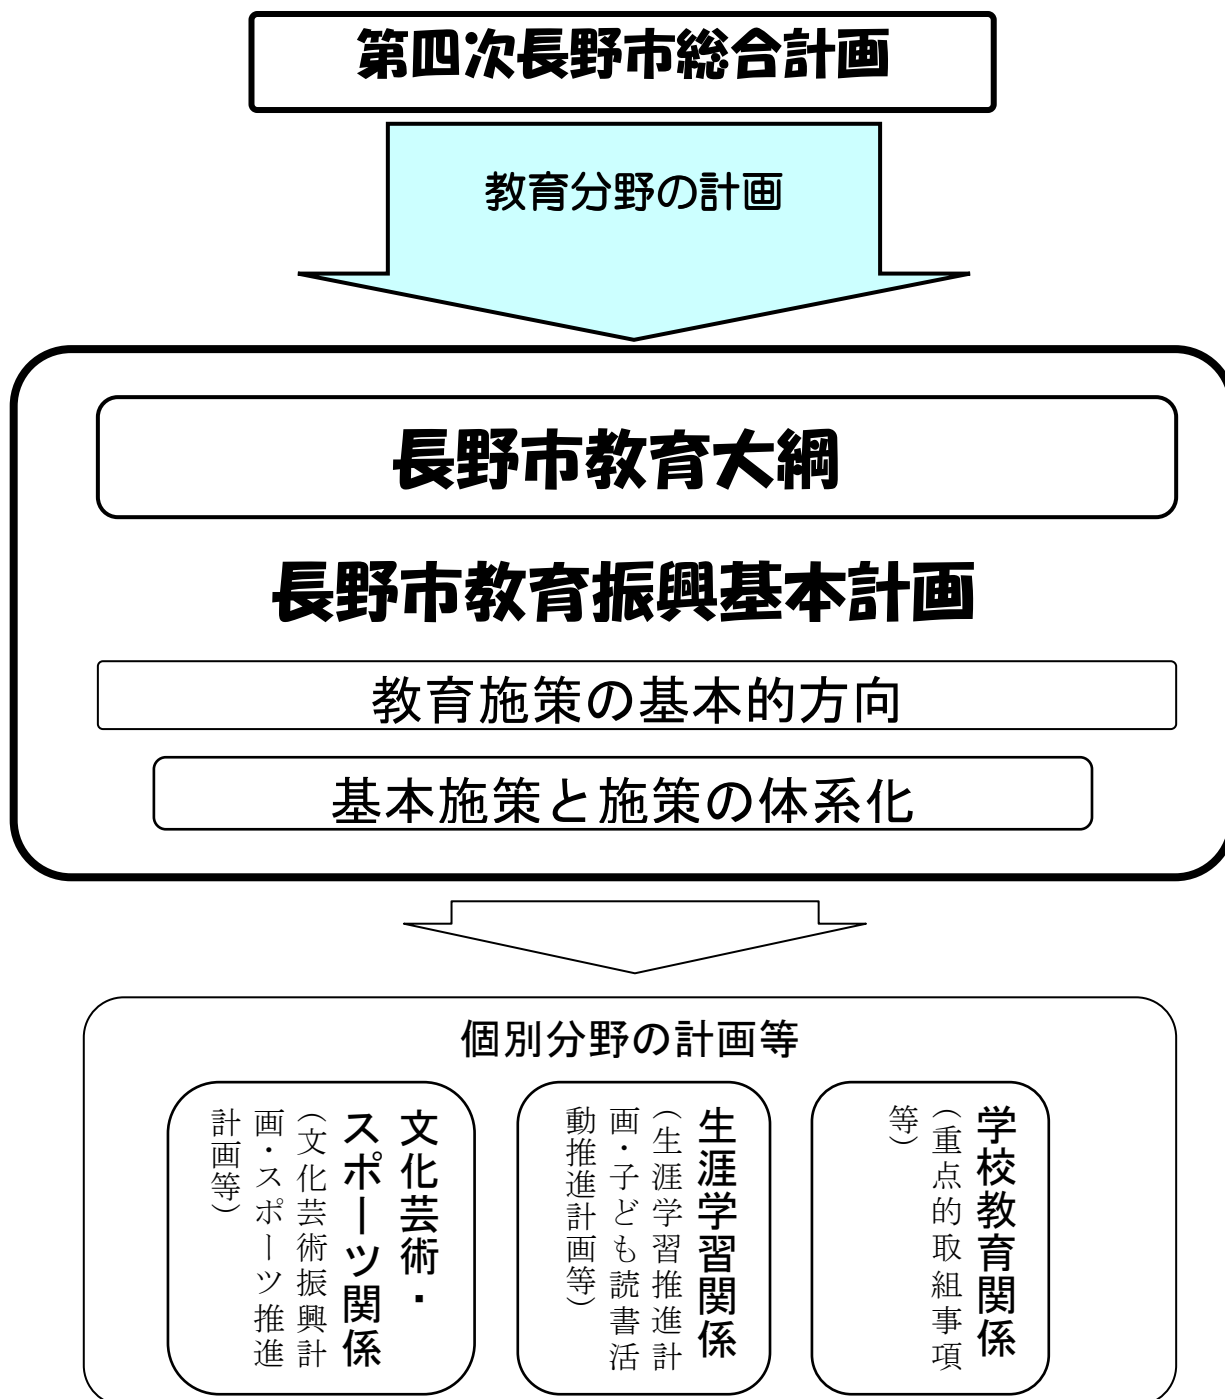 第四次長野市総合計画
教育分野の計画
長野市教育大綱
長野市教育振興基本計画
教育施策の基本的方向
基本施策と施策の体系化
個別分野の計画等
学校教育関係
（重点的取組事項
等）
生涯学習関係
（生涯学習推進計
画・子ども読書活
動推進計画等）
文化芸術・
スポーツ関係
（文化芸術振興計
画・スポーツ推進
計画等）